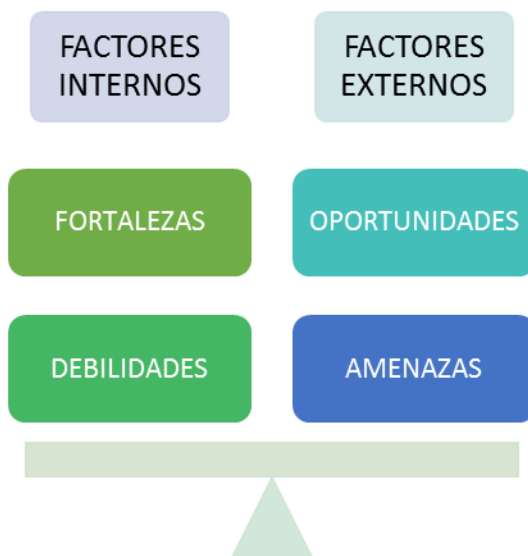 FACTORES
INTERNOS
FACTORES
EXTERNOS
FORTALEZAS
OPORTUNIDADES
DEBILIDADES
AMENAZAS